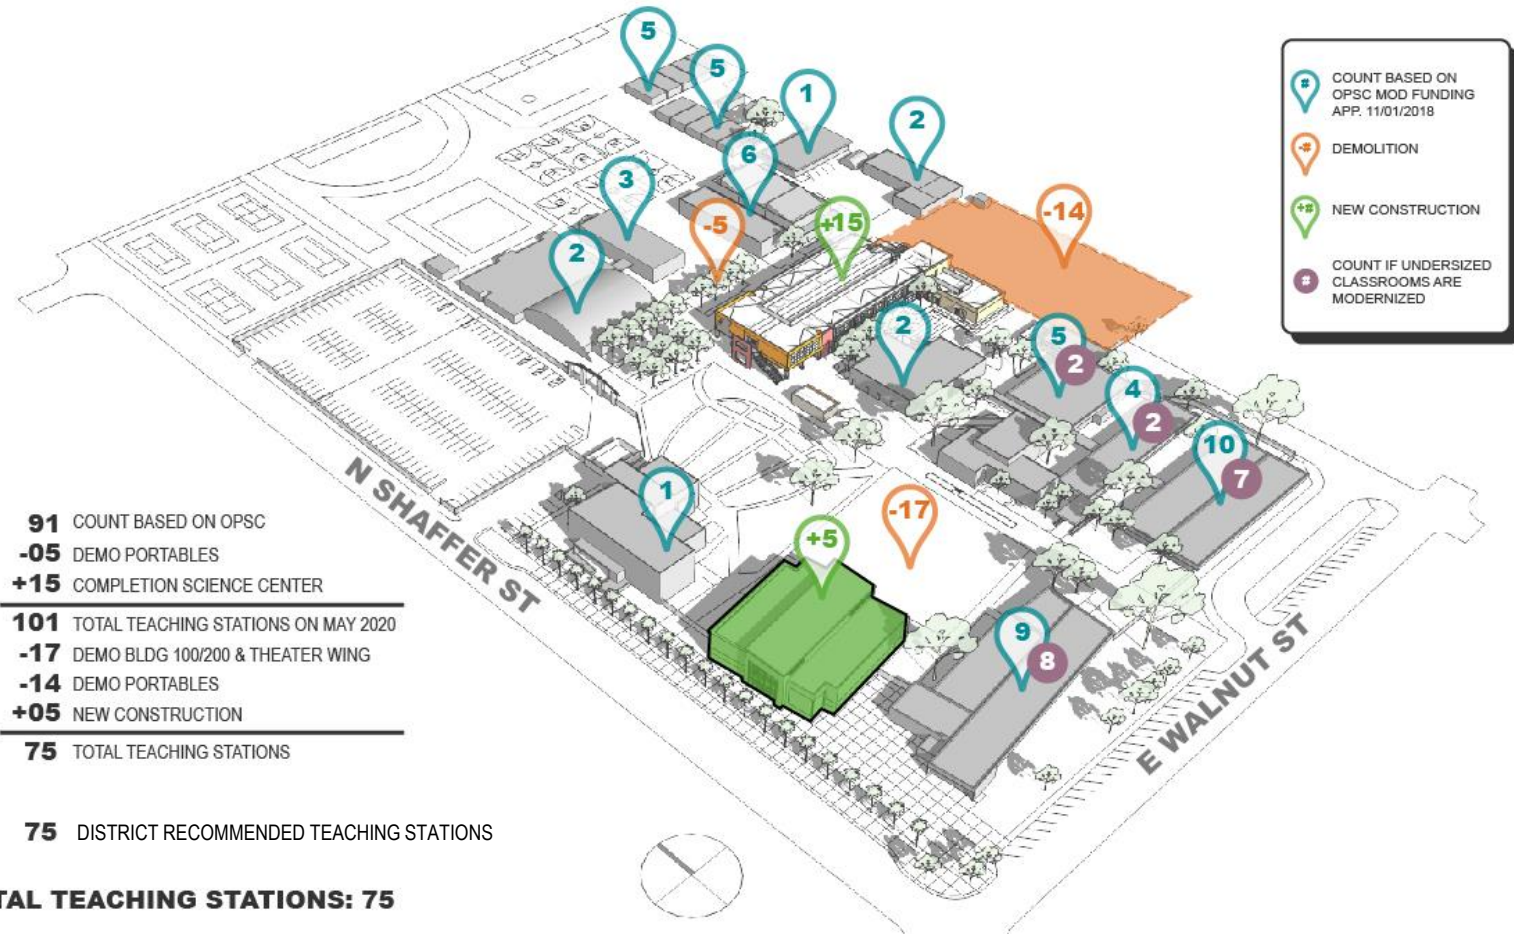 5
5
1
2
6
3
-5
+15
-14
2
2
5
2
4
2
10
7
1
-17
+5
9
8
N SHAFFER ST
E WALNUT ST
#
COUNT BASED ON
OPSC MOD FUNDING
APP. 11/01/2018
-#
DEMOLITION
+#
NEW CONSTRUCTION
#
COUNT IF UNDERSIZED
CLASSROOMS ARE
MODERNIZED
91 COUNT BASED ON OPSC
-05 DEMO PORTABLES
+15 COMPLETION SCIENCE CENTER
101 TOTAL TEACHING STATIONS ON MAY 2020
-17 DEMO BLDG 100/200 & THEATER WING
-14 DEMO PORTABLES
+05 NEW CONSTRUCTION
75 TOTAL TEACHING STATIONS
75 DISTRICT RECOMMENDED TEACHING STATIONS
TAL TEACHING STATIONS: 75